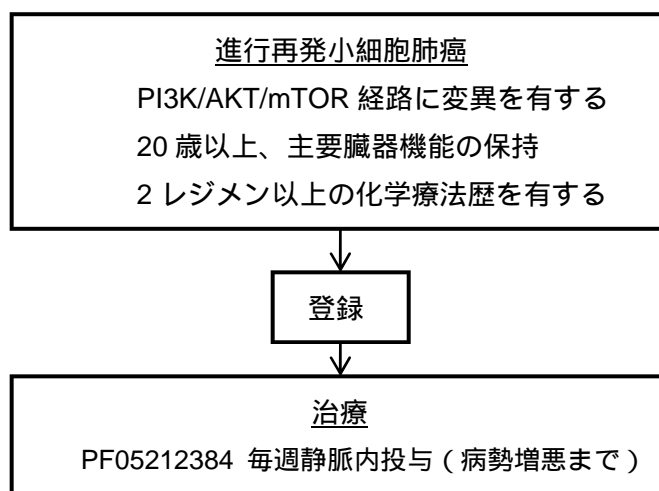 進行再発小細胞肺癌
PI3K/AKT/mTOR 経路に変異を有する
20 歳以上、主要臓器機能の保持
2 レジメン以上の化学療法歴を有する
登録
治療
PF05212384 毎週静脈内投与（病勢増悪まで）